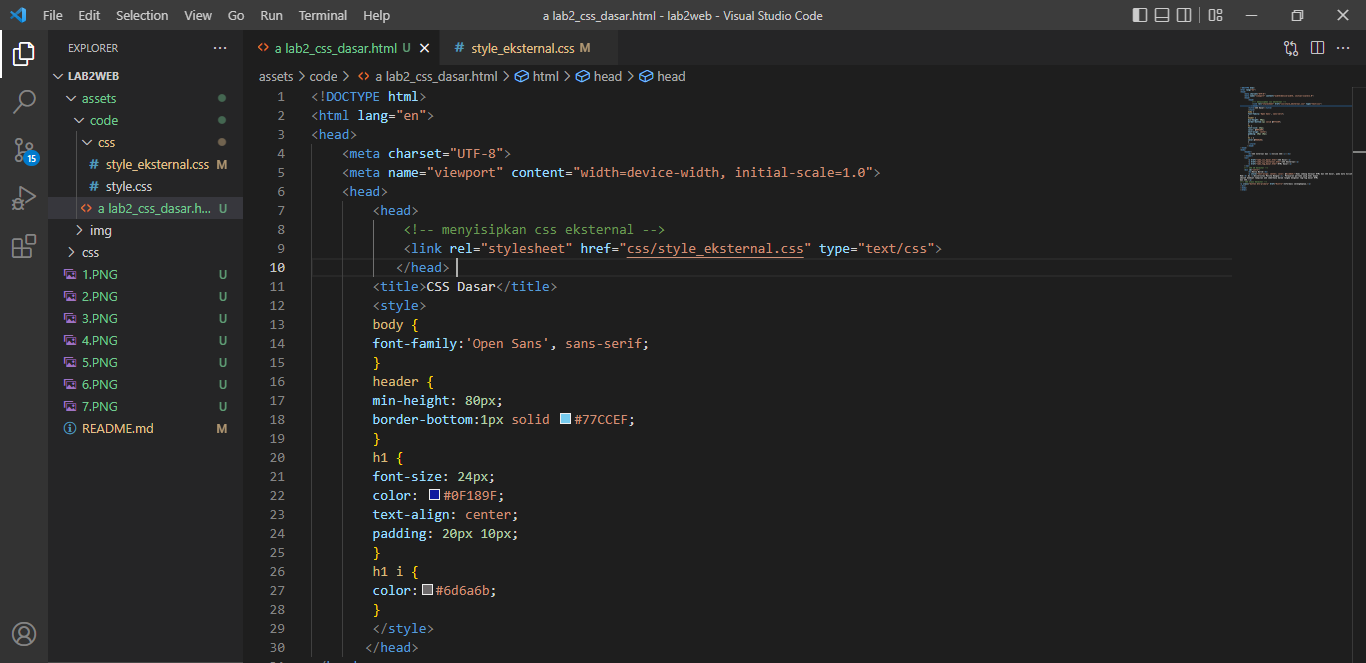 File Edit Selection View Go Run Terminal Help a lab2_css_dasar.html - lab2web - Visual Studio Code
EXPLORER
LAB2WEB
assets
code
css
# style_eksternal.css M
# style.css
<> a lab2_css_dasar.h... U
img
css
1.PNG U
2.PNG U
3.PNG U
4.PNG U
5.PNG U
6.PNG U
7.PNG U
README.md M
15
<> a lab2_css_dasar.html U # style_eksternal.css M
assets > code > <> a lab2_css_dasar.html > html > head > head
1 <!DOCTYPE html>
2 <html lang="en">
3 <head>
4 <meta charset="UTF-8">
5 <meta name="viewport" content="width=device-width, initial-scale=1.0">
6 <head>
7 <head>
8 <!-- menyisipkan css eksternal -->
9 <link rel="stylesheet" href="css/style_eksternal.css" type="text/css">
10 </head>
11 <title>CSS Dasar</title>
12 <style>
13 body {
14 font-family:'Open Sans', sans-serif;
15 }
16 header {
17 min-height: 80px;
18 border-bottom:1px solid #77CCEF;
19 }
20 h1 {
21 font-size: 24px;
22 color: #0F189F;
23 text-align: center;
24 padding: 20px 10px;
25 }
26 h1 i {
27 color:#6d6a6b;
28 }
29 </style>
30 </head>